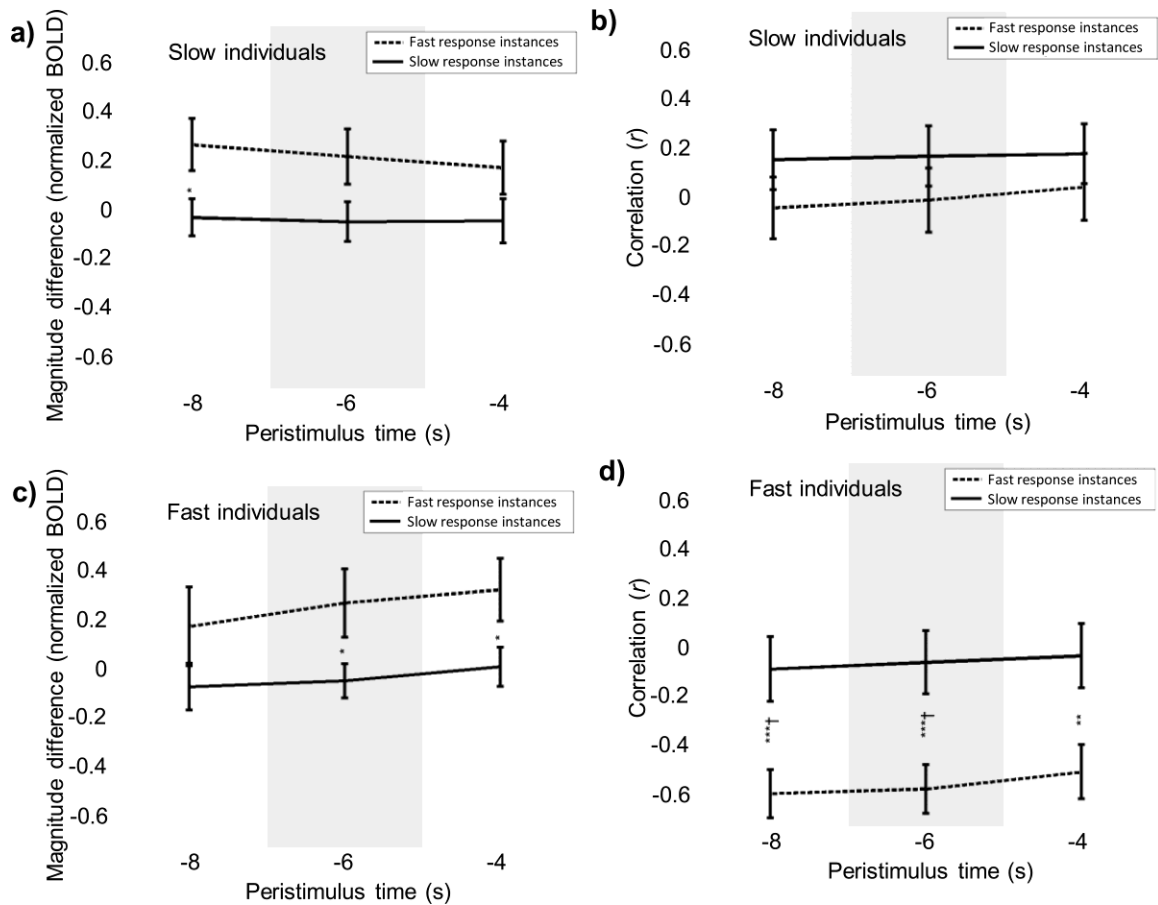 a)
Slow individuals
Fast response instances
Slow response instances
Magnitude difference (normalized BOLD)
0.6
0.4
0.2
0
-0.2
-0.4
-0.6
-8
-6
-4
*
Peristimulus time (s)
b)
Slow individuals
Fast response instances
Slow response instances
Correlation (r)
0.6
0.4
0.2
0
-0.2
-0.4
-0.6
-8
-6
-4
Peristimulus time (s)
c)
Fast individuals
Fast response instances
Slow response instances
Magnitude difference (normalized BOLD)
0.6
0.4
0.2
0
-0.2
-0.4
-0.6
*
*
-8
-6
-4
Peristimulus time (s)
d)
Fast individuals
Fast response instances
Slow response instances
Correlation (r)
0.6
0.4
0.2
0
-0.2
-0.4
-0.6
***†
****†
**
-8
-6
-4
Peristimulus time (s)